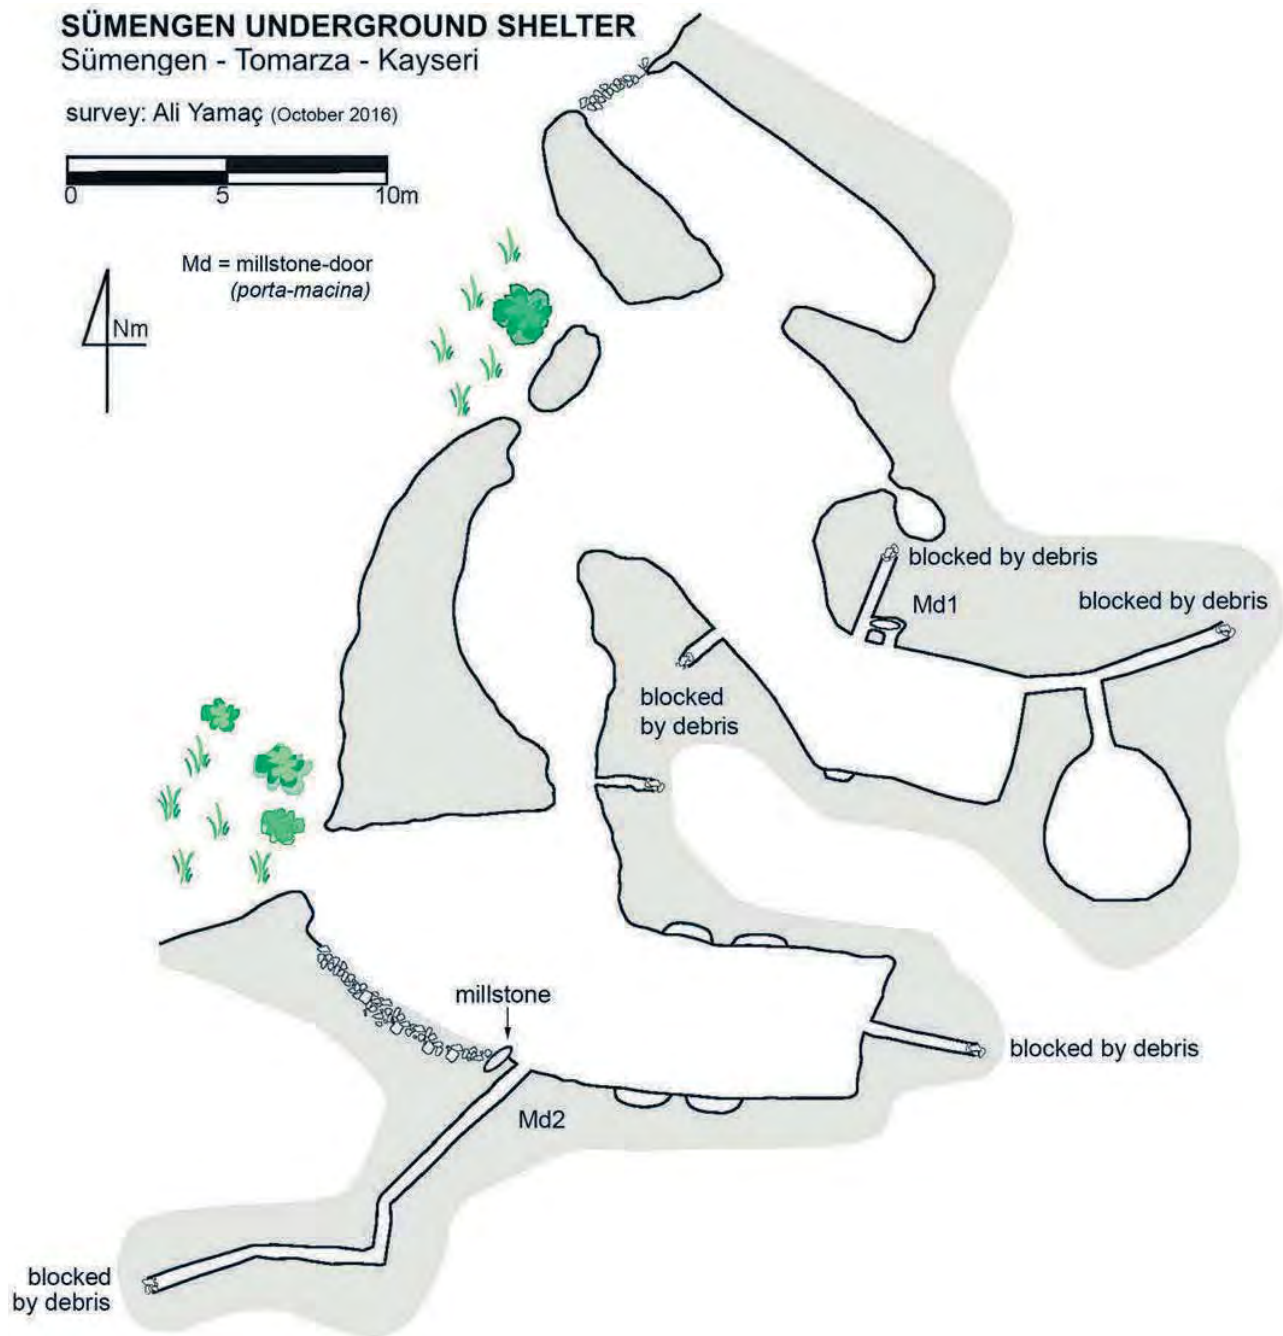 SÜMENGEN UNDERGROUND SHELTER
Sümengen - Tomarza - Kayseri
survey: Ali Yamaç (October 2016)
0 5 10m
Md = millstone-door
(porta-macina)
Nm
blocked by debris
Md1
blocked by debris
blocked
by debris
millstone
blocked by debris
Md2
blocked
by debris